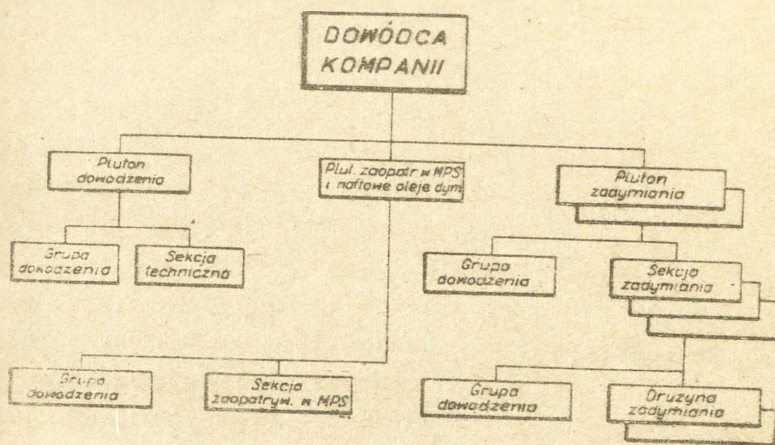 DOWÓDCA
KOMPANII
Pluton
dowodzenia
Plut. zaopatr w MPS
i naftowe oleje dym
Pluton
zadymiania
Grupa
dowodzenia
Sekcja
techniczna
Grupa
dowodzenia
Sekcja
zadymiania
Grupa
dowodzenia
Sekcja
zaopatryw. w MPS
Grupa
dowodzenia
Drużyna
zadymiania